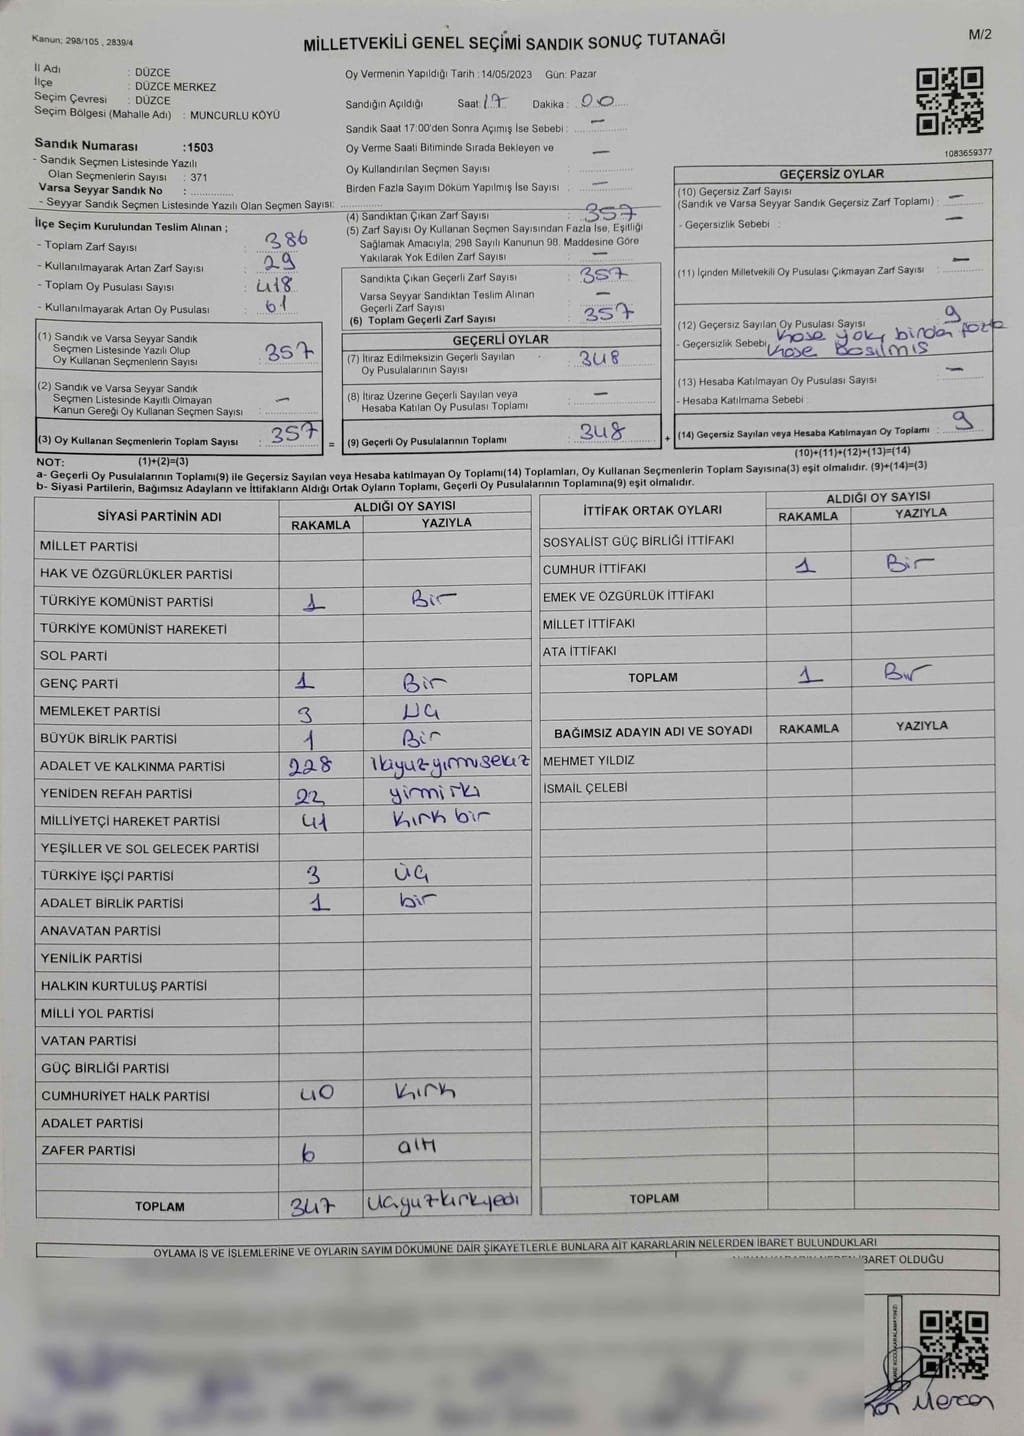 Kanun; 298/105 , 2839/4
MİLLETVEKİLİ GENEL SEÇİMİ SANDIK SONUÇ TUTANAĞI
M/2
İl Adı : DÜZCE
İlçe : DÜZCE MERKEZ
Seçim Çevresi : DÜZCE
Seçim Bölgesi (Mahalle Adı) : MUNCURLU KÖYÜ
Sandık Numarası :1503
- Sandık Seçmen Listesinde Yazılı
Olan Seçmenlerin Sayısı : 371
Varsa Seyyar Sandık No :
- Seyyar Sandık Seçmen Listesinde Yazılı Olan Seçmen Sayısı:
Oy Vermenin Yapıldığı Tarih :14/05/2023 Gün: Pazar
Sandığın Açıldığı Saat: 17 Dakika : 00
Sandık Saat 17:00'den Sonra Açımış İse Sebebi : —
Oy Verme Saati Bitiminde Sırada Bekleyen ve
Oy Kullandırılan Seçmen Sayısı : —
Birden Fazla Sayım Döküm Yapılmış İse Sayısı : —
1083659377
İlçe Seçim Kurulundan Teslim Alınan ;
- Toplam Zarf Sayısı : 386
- Kullanılmayarak Artan Zarf Sayısı : 29
- Toplam Oy Pusulası Sayısı : 418
- Kullanılmayarak Artan Oy Pusulası : 61
(4) Sandıktan Çıkan Zarf Sayısı : 357
(5) Zarf Sayısı Oy Kullanan Seçmen Sayısından Fazla İse, Eşitliği
Sağlamak Amacıyla, 298 Sayılı Kanunun 98. Maddesine Göre
Yakılarak Yok Edilen Zarf Sayısı : —
Sandıkta Çıkan Geçerli Zarf Sayısı : 357
Varsa Seyyar Sandıktan Teslim Alınan
Geçerli Zarf Sayısı : —
(6) Toplam Geçerli Zarf Sayısı : 357
GEÇERSİZ OYLAR
(10) Geçersiz Zarf Sayısı
(Sandık ve Varsa Seyyar Sandık Geçersiz Zarf Toplamı) : —
- Geçersizlik Sebebi : —
(11) İçinden Milletvekili Oy Pusulası Çıkmayan Zarf Sayısı : —
(12) Geçersiz Sayılan Oy Pusulası Sayısı : 9
- Geçersizlik Sebebi : Kaşe yok, birden fazla
Kaşe basılmış
(13) Hesaba Katılmayan Oy Pusulası Sayısı : —
- Hesaba Katılmama Sebebi :
(14) Geçersiz Sayılan veya Hesaba Katılmayan Oy Toplamı : 9
(10)+(11)+(12)+(13)=(14)
(1) Sandık ve Varsa Seyyar Sandık
Seçmen Listesinde Yazılı Olup
Oy Kullanan Seçmenlerin Sayısı : 357
(2) Sandık ve Varsa Seyyar Sandık
Seçmen Listesinde Kayıtlı Olmayan
Kanun Gereği Oy Kullanan Seçmen Sayısı : —
(3) Oy Kullanan Seçmenlerin Toplam Sayısı : 357
(1)+(2)=(3)
=
GEÇERLİ OYLAR
(7) İtiraz Edilmeksizin Geçerli Sayılan
Oy Pusulalarının Sayısı : 348
(8) İtiraz Üzerine Geçerli Sayılan veya
Hesaba Katılan Oy Pusulası Toplamı : —
(9) Geçerli Oy Pusulalarının Toplamı : 348
+
NOT:
a- Geçerli Oy Pusulalarının Toplamı(9) ile Geçersiz Sayılan veya Hesaba katılmayan Oy Toplamı(14) Toplamları, Oy Kullanan Seçmenlerin Toplam Sayısına(3) eşit olmalıdır. (9)+(14)=(3)
b- Siyasi Partilerin, Bağımsız Adayların ve İttifakların Aldığı Ortak Oyların Toplamı, Geçerli Oy Pusulalarının Toplamına(9) eşit olmalıdır.
SİYASİ PARTİNİN ADI
ALDIĞI OY SAYISI
RAKAMLA YAZIYLA
MİLLET PARTİSİ
HAK VE ÖZGÜRLÜKLER PARTİSİ
TÜRKİYE KOMÜNİST PARTİSİ 1 Bir
TÜRKİYE KOMÜNİST HAREKETİ
SOL PARTİ
GENÇ PARTİ 1 Bir
MEMLEKET PARTİSİ 3 Üç
BÜYÜK BİRLİK PARTİSİ 1 Bir
ADALET VE KALKINMA PARTİSİ 228 ikiyüzyirmisekiz
YENİDEN REFAH PARTİSİ 22 yirmi iki
MİLLİYETÇİ HAREKET PARTİSİ 41 kırk bir
YEŞİLLER VE SOL GELECEK PARTİSİ
TÜRKİYE İŞÇİ PARTİSİ 3 Üç
ADALET BİRLİK PARTİSİ 1 bir
ANAVATAN PARTİSİ
YENİLİK PARTİSİ
HALKIN KURTULUŞ PARTİSİ
MİLLİ YOL PARTİSİ
VATAN PARTİSİ
GÜÇ BİRLİĞİ PARTİSİ
CUMHURİYET HALK PARTİSİ 40 Kırk
ADALET PARTİSİ
ZAFER PARTİSİ 6 altı
TOPLAM 347 üçyüzkırkyedi
İTTİFAK ORTAK OYLARI
ALDIĞI OY SAYISI
RAKAMLA YAZIYLA
SOSYALİST GÜÇ BİRLİĞİ İTTİFAKI
CUMHUR İTTİFAKI 1 Bir
EMEK VE ÖZGÜRLÜK İTTİFAKI
MİLLET İTTİFAKI
ATA İTTİFAKI
TOPLAM 1 Bir
BAĞIMSIZ ADAYIN ADI VE SOYADI RAKAMLA YAZIYLA
MEHMET YILDIZ
İSMAİL ÇELEBİ
TOPLAM
OYLAMA İŞ VE İŞLEMLERİNE VE OYLARIN SAYIM DÖKÜMÜNE DAİR ŞİKAYETLERLE BUNLARA AİT KARARLARIN NELERDEN İBARET BULUNDUKLARI
İBARET OLDUĞU